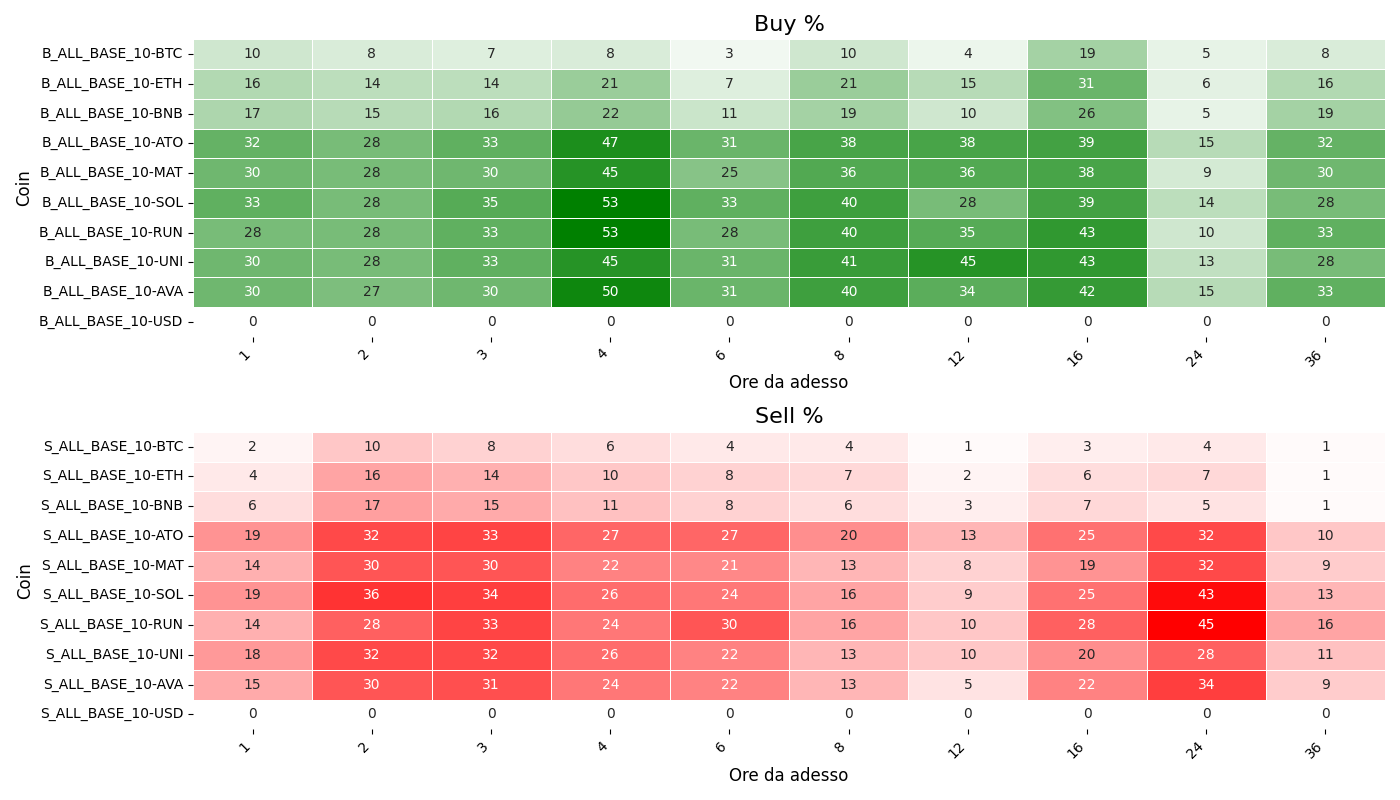 Buy %
Coin
B_ALL_BASE_10-BTC 10 8 7 8 3 10 4 19 5 8
B_ALL_BASE_10-ETH 16 14 14 21 7 21 15 31 6 16
B_ALL_BASE_10-BNB 17 15 16 22 11 19 10 26 5 19
B_ALL_BASE_10-ATO 32 28 33 47 31 38 38 39 15 32
B_ALL_BASE_10-MAT 30 28 30 45 25 36 36 38 9 30
B_ALL_BASE_10-SOL 33 28 35 53 33 40 28 39 14 28
B_ALL_BASE_10-RUN 28 28 33 53 28 40 35 43 10 33
B_ALL_BASE_10-UNI 30 28 33 45 31 41 45 43 13 28
B_ALL_BASE_10-AVA 30 27 30 50 31 40 34 42 15 33
B_ALL_BASE_10-USD 0 0 0 0 0 0 0 0 0 0
1 2 3 4 6 8 12 16 24 36
Ore da adesso
Sell %
Coin
S_ALL_BASE_10-BTC 2 10 8 6 4 4 1 3 4 1
S_ALL_BASE_10-ETH 4 16 14 10 8 7 2 6 7 1
S_ALL_BASE_10-BNB 6 17 15 11 8 6 3 7 5 1
S_ALL_BASE_10-ATO 19 32 33 27 27 20 13 25 32 10
S_ALL_BASE_10-MAT 14 30 30 22 21 13 8 19 32 9
S_ALL_BASE_10-SOL 19 36 34 26 24 16 9 25 43 13
S_ALL_BASE_10-RUN 14 28 33 24 30 16 10 28 45 16
S_ALL_BASE_10-UNI 18 32 32 26 22 13 10 20 28 11
S_ALL_BASE_10-AVA 15 30 31 24 22 13 5 22 34 9
S_ALL_BASE_10-USD 0 0 0 0 0 0 0 0 0 0
1 2 3 4 6 8 12 16 24 36
Ore da adesso